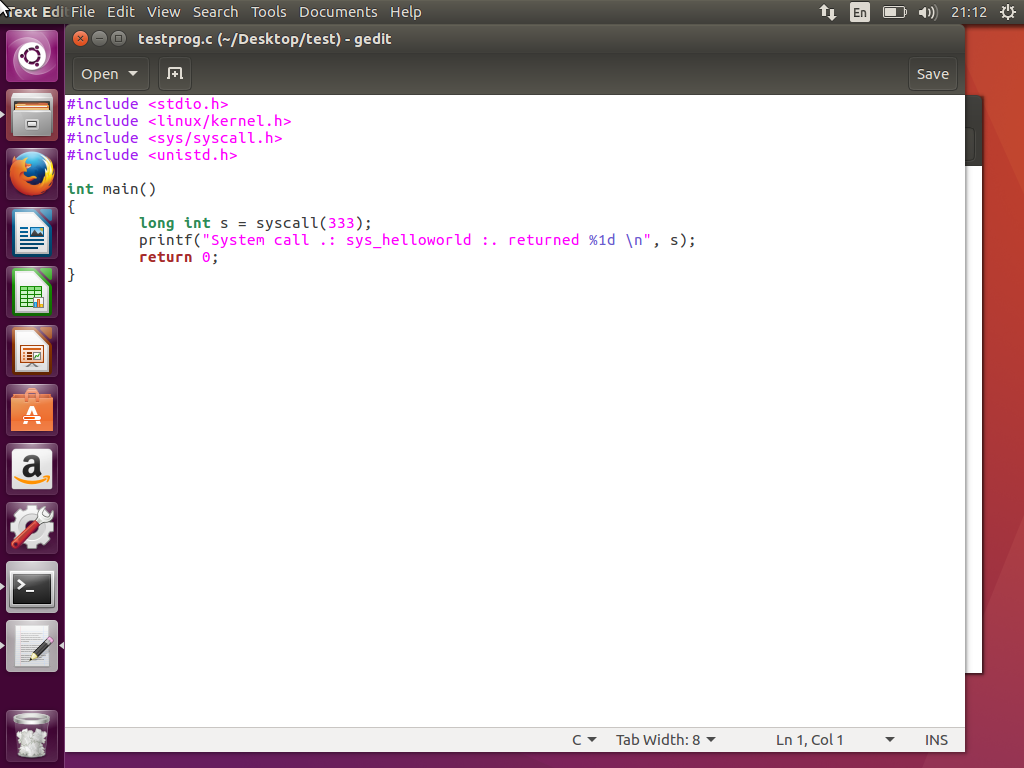 Text Edit File Edit View Search Tools Documents Help En 21:12
testprog.c (~/Desktop/test) - gedit
Open Save
#include <stdio.h>
#include <linux/kernel.h>
#include <sys/syscall.h>
#include <unistd.h>
int main()
{
long int s = syscall(333);
printf("System call .: sys_helloworld :. returned %1d \n", s);
return 0;
}
C Tab Width: 8 Ln 1, Col 1 INS